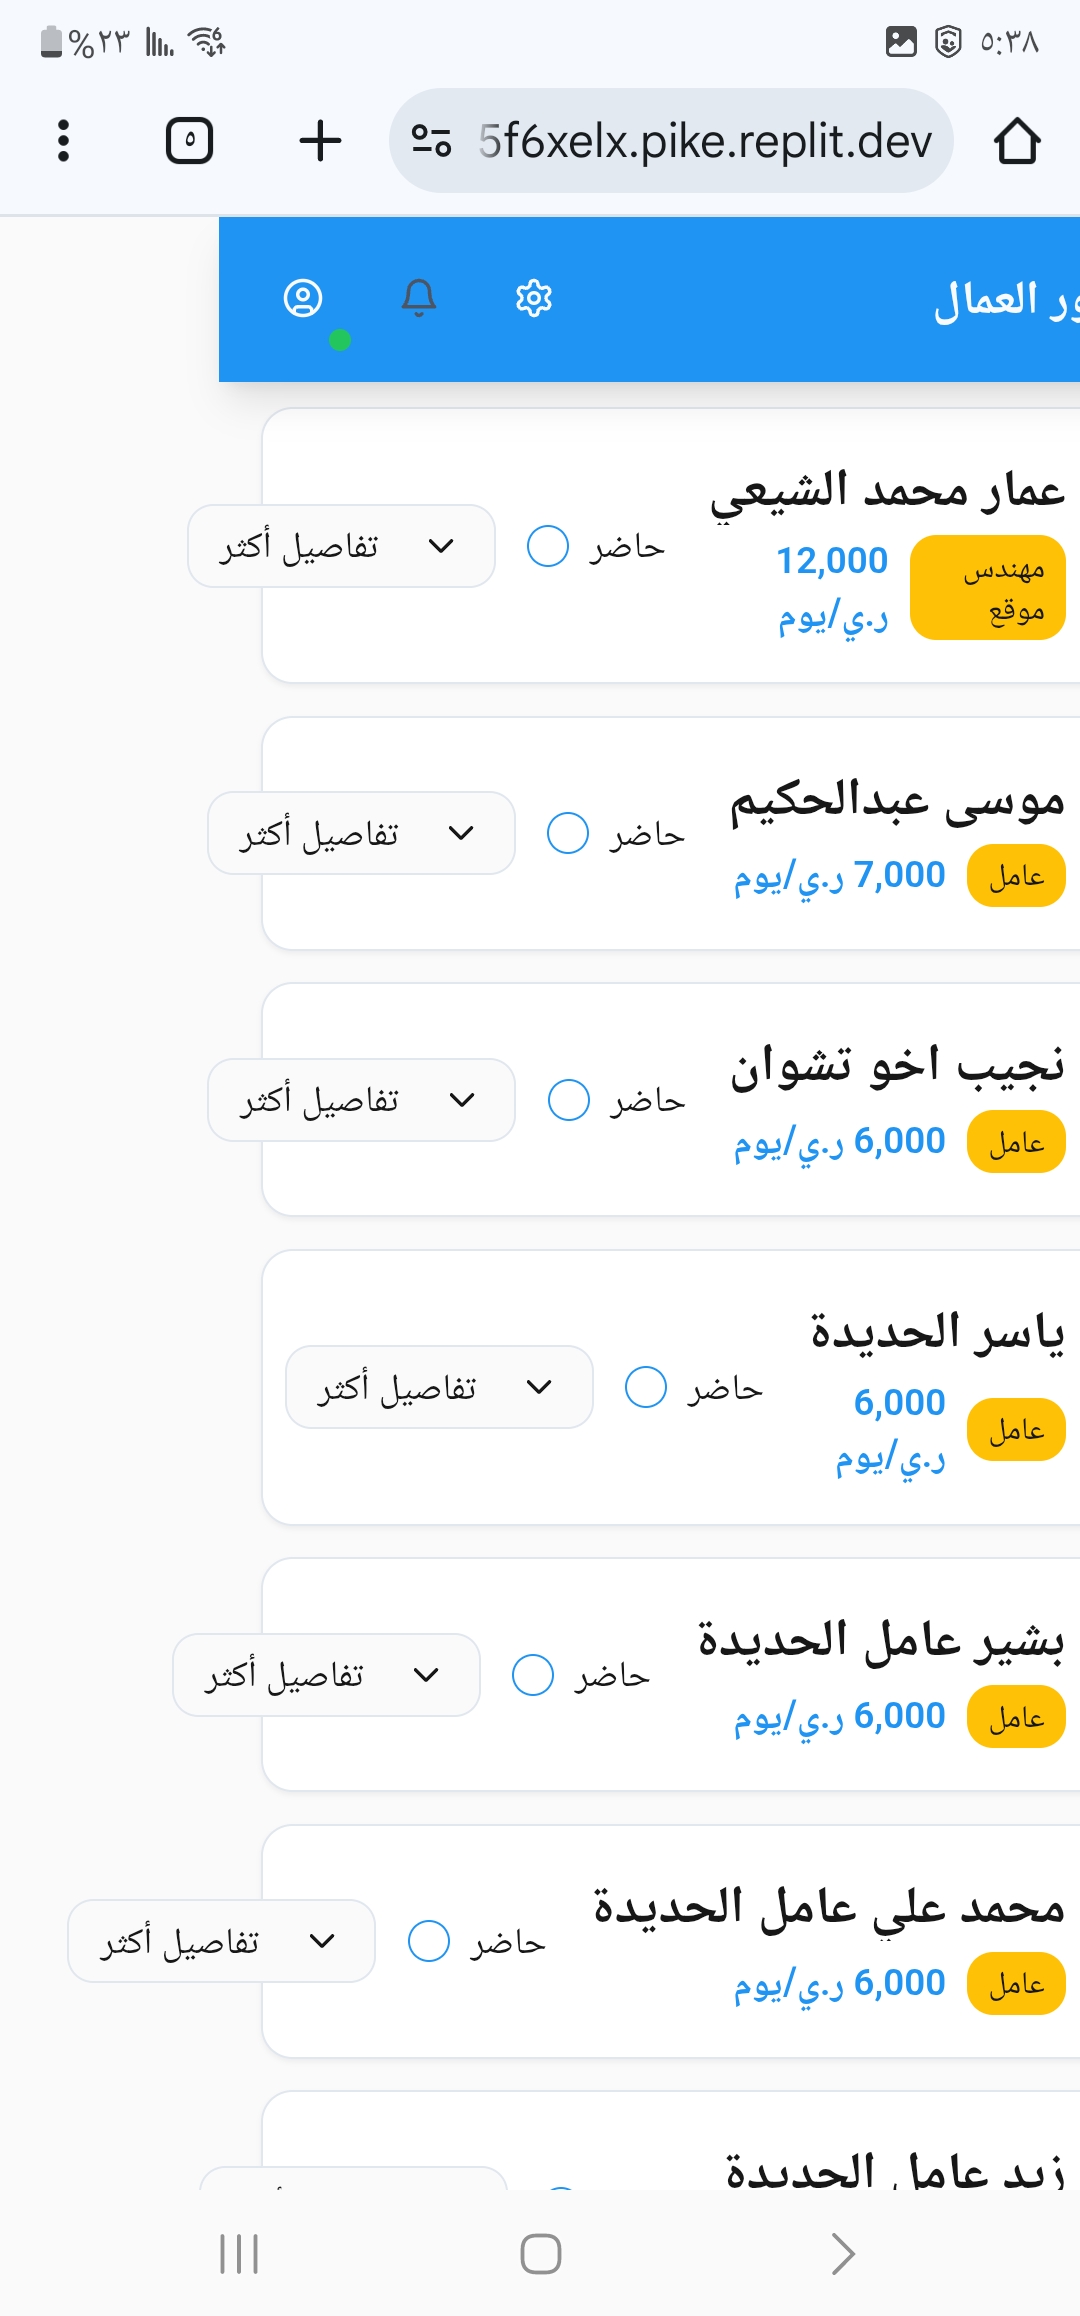 ٥:٣٨
%٢٣
5f6xelx.pike.replit.dev
٥
ور العمال
عمار محمد الشيعي
مهندس موقع
12,000 ر.ي/يوم
حاضر
تفاصيل أكثر
موسى عبدالحكيم
عامل
7,000 ر.ي/يوم
حاضر
تفاصيل أكثر
نجيب اخو تشوان
عامل
6,000 ر.ي/يوم
حاضر
تفاصيل أكثر
ياسر الحديدة
عامل
6,000 ر.ي/يوم
حاضر
تفاصيل أكثر
بشير عامل الحديدة
عامل
6,000 ر.ي/يوم
حاضر
تفاصيل أكثر
محمد علي عامل الحديدة
عامل
6,000 ر.ي/يوم
حاضر
تفاصيل أكثر
زيد عامل الحديدة